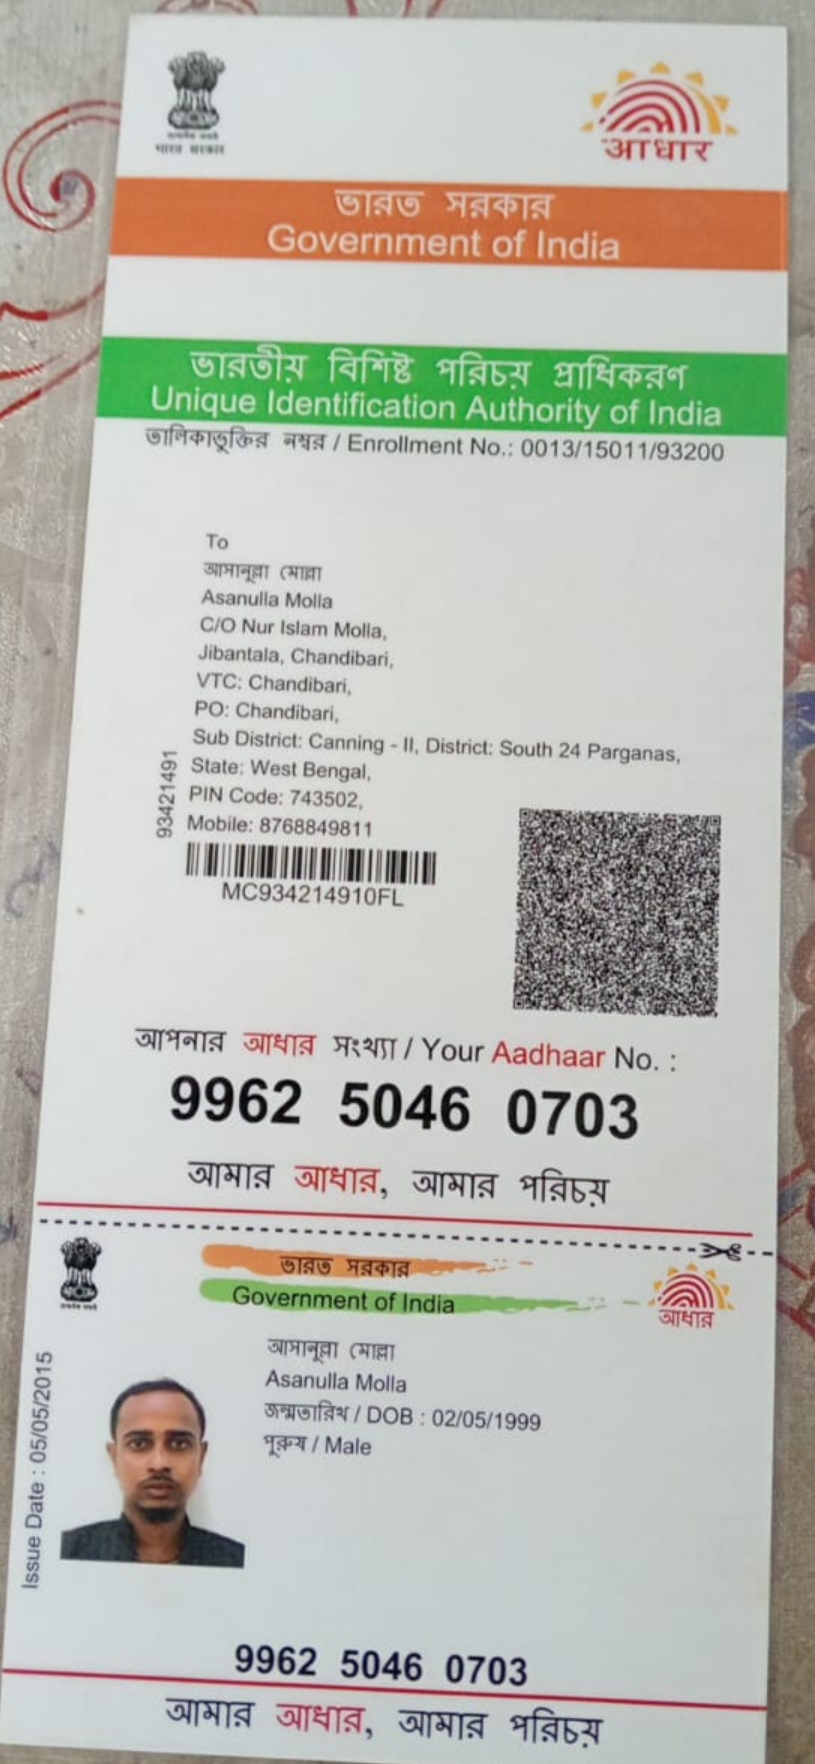 भारत सरकार
आधार
ভারত সরকার
Government of India
ভারতীয় বিশিষ্ট পরিচয় প্রাধিকরণ
Unique Identification Authority of India
তালিকাভুক্তির নম্বর / Enrollment No.: 0013/15011/93200
To
আসানুল্লা মোল্লা
Asanulla Molla
C/O Nur Islam Molla,
Jibantala, Chandibari,
VTC: Chandibari,
PO: Chandibari,
Sub District: Canning - II, District: South 24 Parganas,
State: West Bengal,
PIN Code: 743502,
Mobile: 8768849811
93421491
MC934214910FL
আপনার আধার সংখ্যা / Your Aadhaar No. :
9962 5046 0703
আমার আধার, আমার পরিচয়
ভারত সরকার
Government of India
আধার
আসানুল্লা মোল্লা
Asanulla Molla
জন্মতারিখ / DOB : 02/05/1999
পুরুষ / Male
Issue Date : 05/05/2015
9962 5046 0703
আমার আধার, আমার পরিচয়